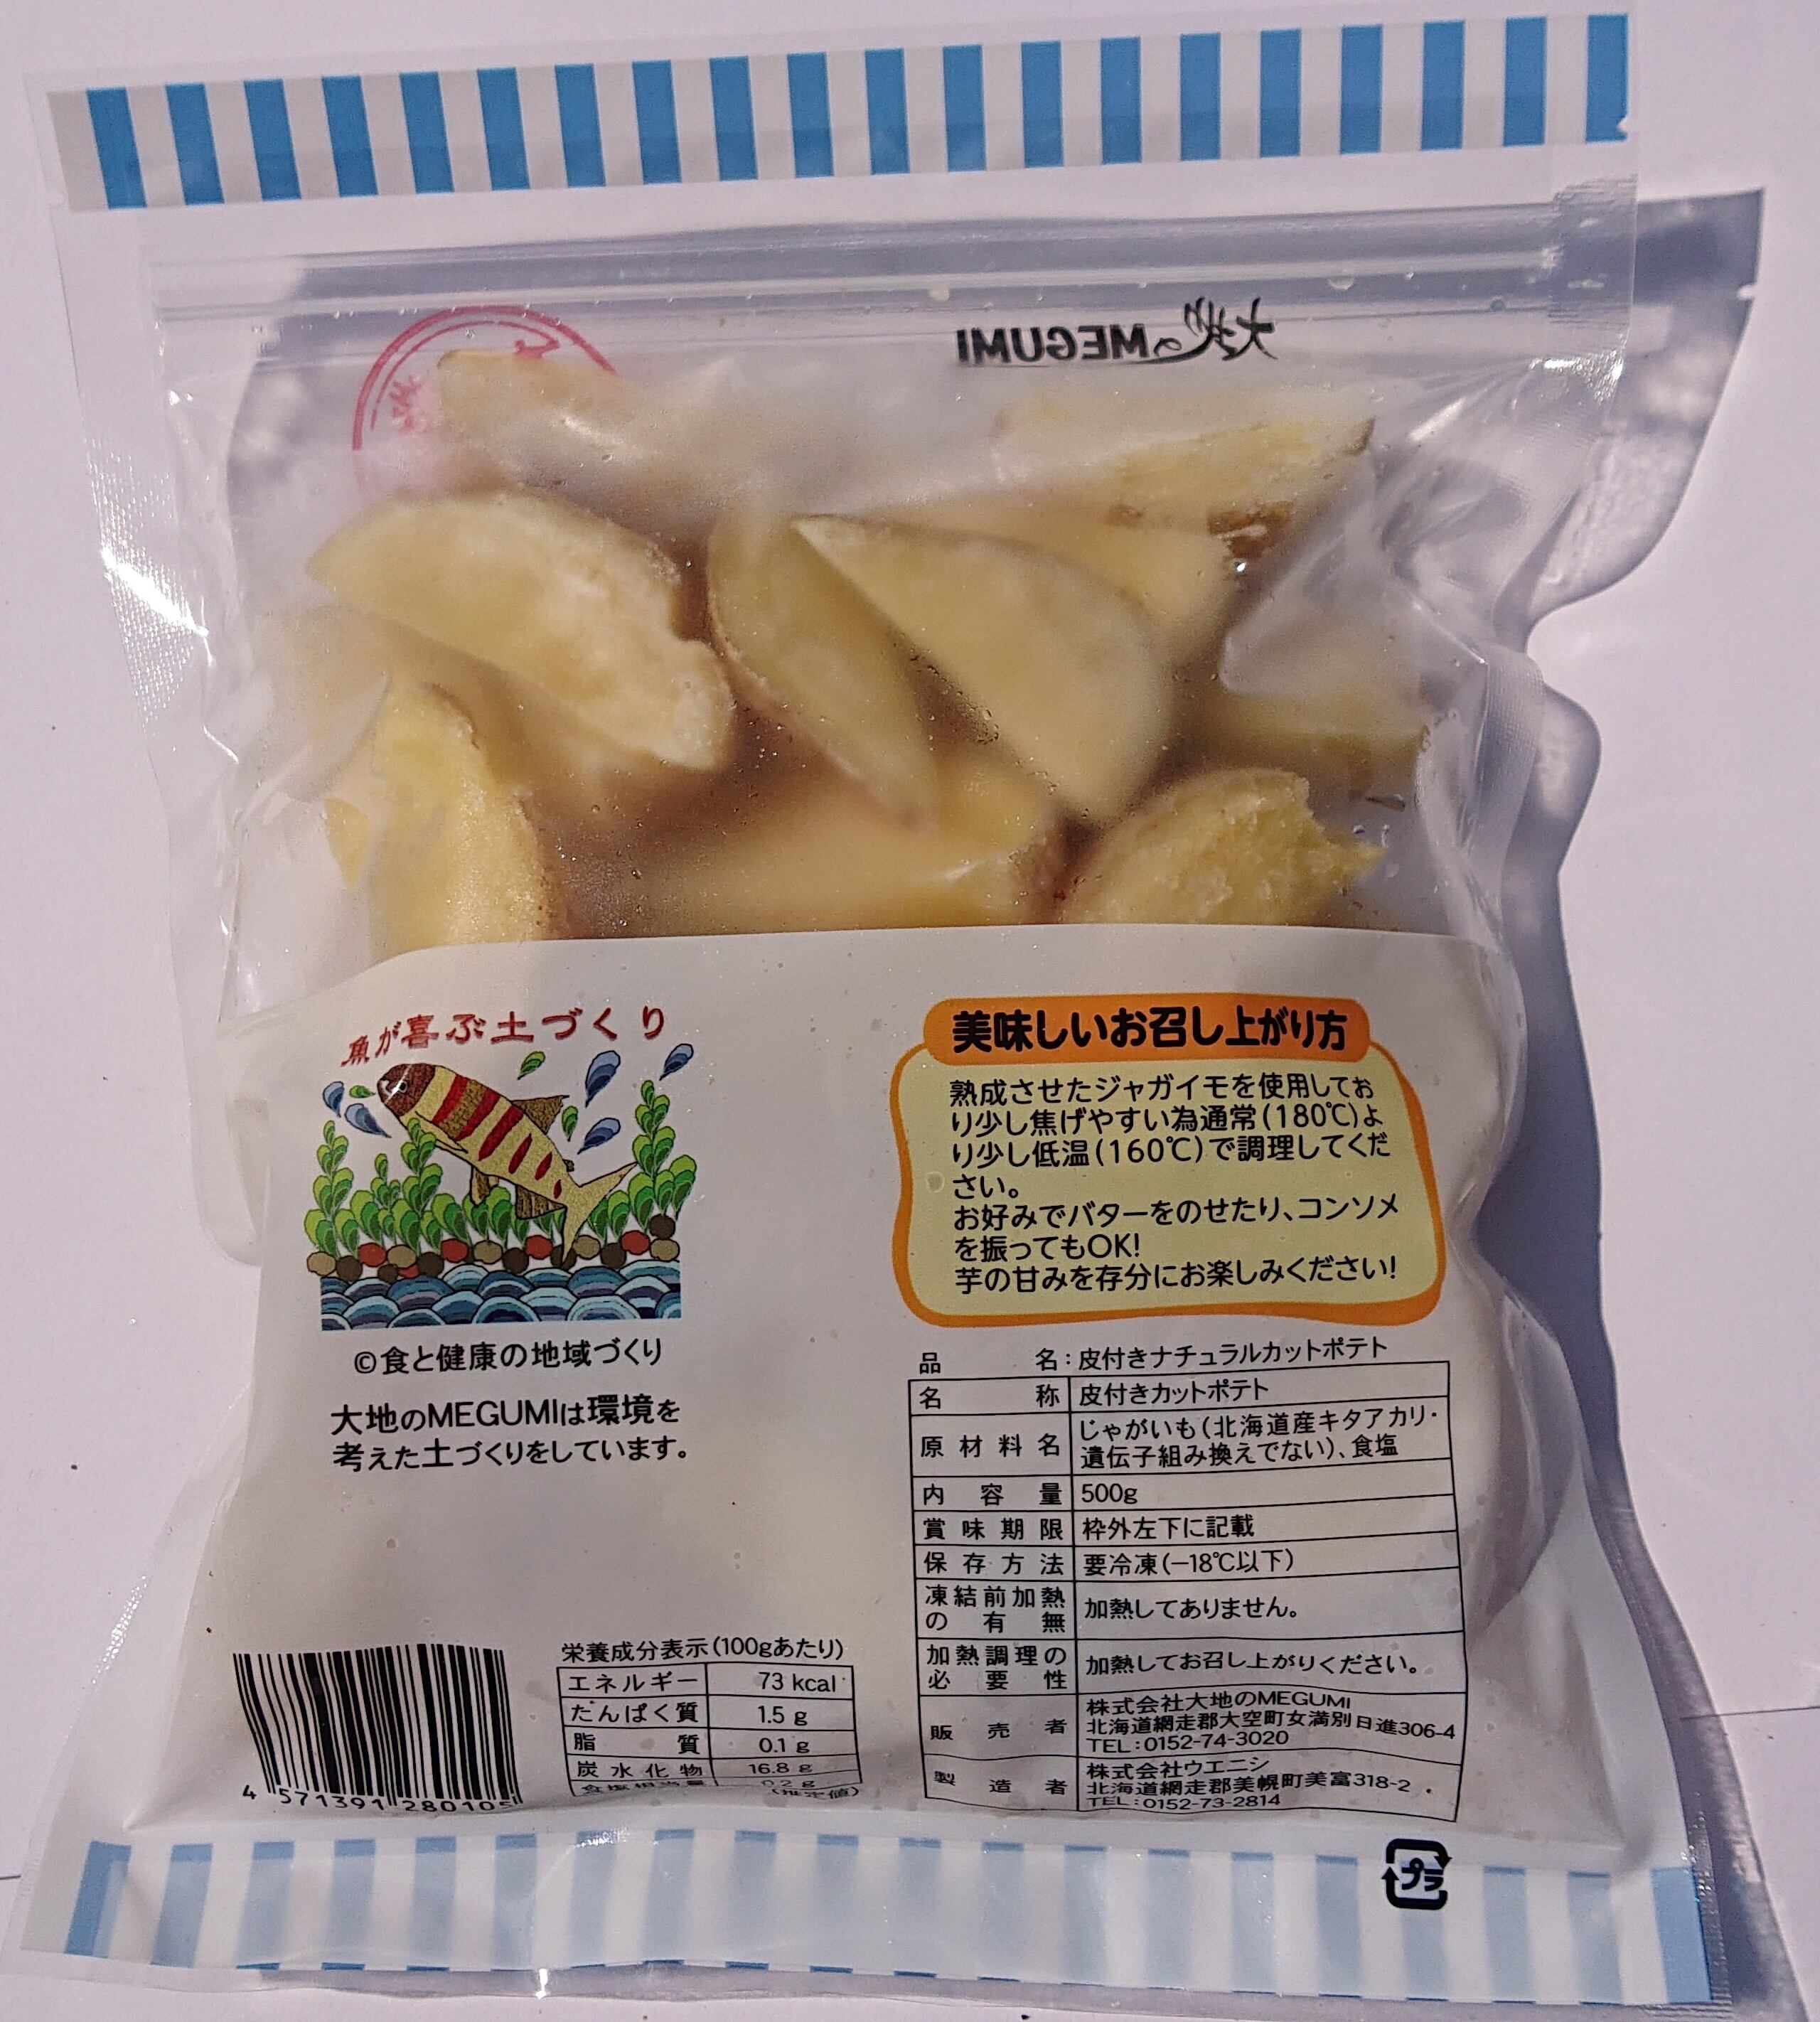 大地のMEGUMI
魚が喜ぶ土づくり
©食と健康の地域づくり
大地のMEGUMIは環境を
考えた土づくりをしています。
美味しいお召し上がり方
熟成させたジャガイモを使用してお
り少し焦げやすい為通常(180℃)よ
り少し低温(160℃)で調理してくだ
さい。
お好みでバターをのせたり、コンソメ
を振ってもOK!
芋の甘みを存分にお楽しみください!
品名:皮付きナチュラルカットポテト
名称 皮付きカットポテト
原材料名 じゃがいも(北海道産キタアカリ・
遺伝子組み換えでない)、食塩
内容量 500g
賞味期限 枠外左下に記載
保存方法 要冷凍(-18℃以下)
凍結前加熱
の有無 加熱してありません。
加熱調理の
必要性 加熱してお召し上がりください。
販売者 株式会社大地のMEGUMI
北海道網走郡大空町女満別日進306-4
TEL:0152-74-3020
製造者 株式会社ウエニシ
北海道網走郡美幌町美富318-2
TEL:0152-73-2814
栄養成分表示(100gあたり)
エネルギー 73 kcal
たんぱく質 1.5 g
脂質 0.1 g
炭水化物 16.8 g
食塩相当量 0.2 g
(推定値)
4 571391 280105
プラ